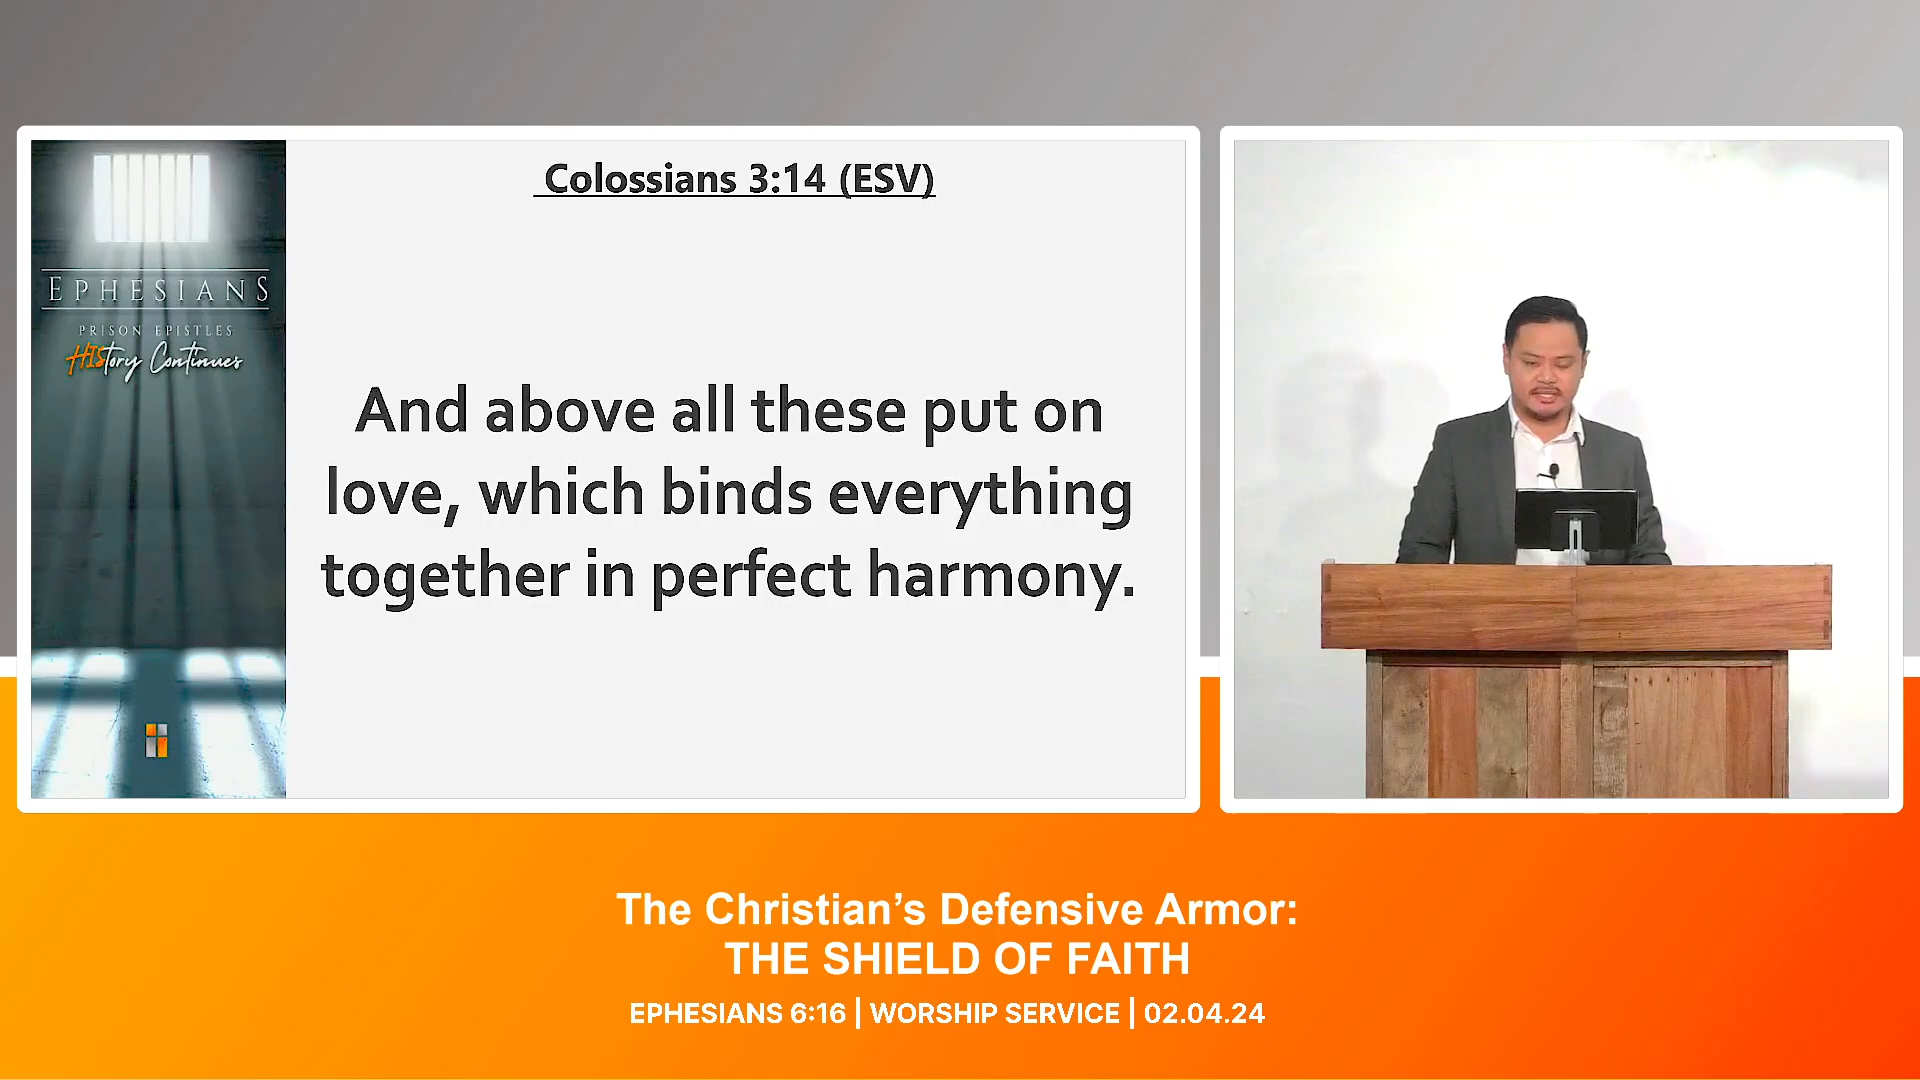 Colossians 3:14 (ESV)
EPHESIANS
PRISON EPISTLES
HIStory Continues
And above all these put on
love, which binds everything
together in perfect harmony.
The Christian’s Defensive Armor:
THE SHIELD OF FAITH
EPHESIANS 6:16 | WORSHIP SERVICE | 02.04.24